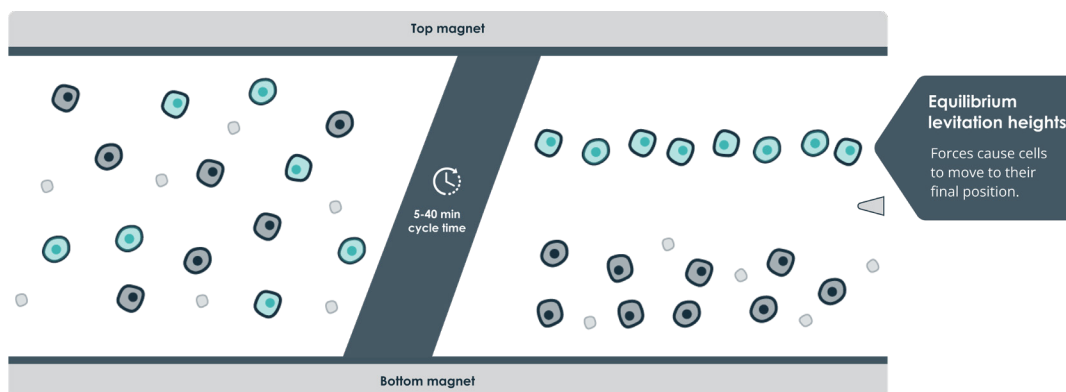 Top magnet
5-40 min
cycle time
Equilibrium
levitation heights
Forces cause cells
to move to their
final position.
Bottom magnet